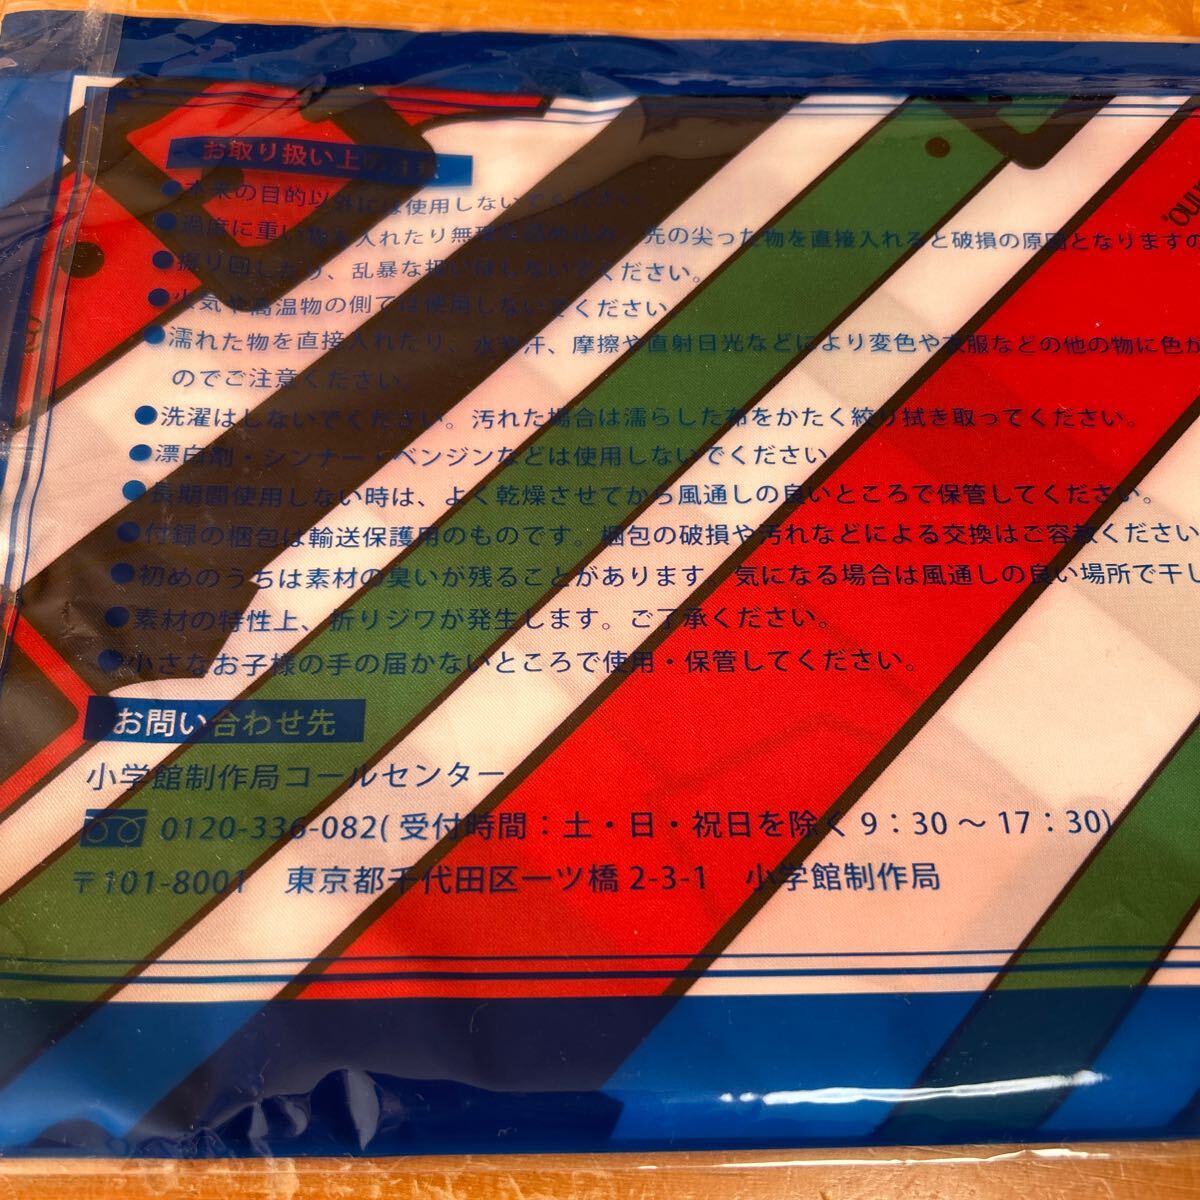 お取り扱い上の注意
●本来の目的以外には使用しないでください。
●過度に重い物を入れたり無理な詰め込み、先の尖った物を直接入れると破損の原因となりますの
●振り回したり、乱暴な扱いはしないでください。
●火気や高温物の側では使用しないでください。
●濡れた物を直接入れたり、水や汗、摩擦や直射日光などにより変色や衣服などの他の物に色が
のでご注意ください。
●洗濯はしないでください。汚れた場合は濡らした布をかたく絞り拭き取ってください。
●漂白剤・シンナー・ベンジンなどは使用しないでください。
●長期間使用しない時は、よく乾燥させてから風通しの良いところで保管してください。
●付録の梱包は輸送保護用のものです。梱包の破損や汚れなどによる交換はご容赦ください
●初めのうちは素材の臭いが残ることがあります。気になる場合は風通しの良い場所で干し
●素材の特性上、折りジワが発生します。ご了承ください。
●小さなお子様の手の届かないところで使用・保管してください。
お問い合わせ先
小学館制作局コールセンター
0120-336-082( 受付時間：土・日・祝日を除く 9：30 ～ 17：30)
〒101-8001 東京都千代田区一ツ橋 2-3-1 小学館制作局